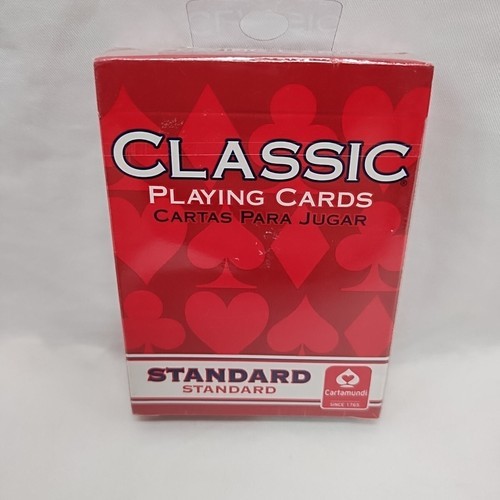 CLASSIC®
PLAYING CARDS
CARTAS PARA JUGAR
STANDARD
STANDARD
Cartamundi
SINCE 1765